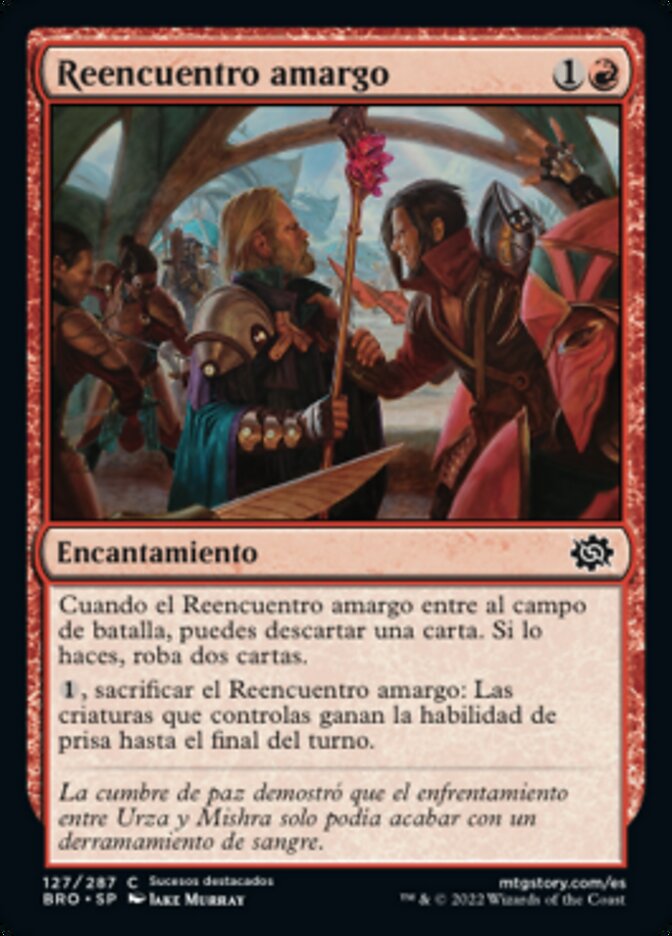 Reencuentro amargo 1
Encantamiento
Cuando el Reencuentro amargo entre al campo
de batalla, puedes descartar una carta. Si lo
haces, roba dos cartas.
1, sacrificar el Reencuentro amargo: Las
criaturas que controlas ganan la habilidad de
prisa hasta el final del turno.
La cumbre de paz demostró que el enfrentamiento
entre Urza y Mishra solo podía acabar con un
derramamiento de sangre.
127/287 C Sucesos destacados mtgstory.com/es
BRO • SP Jake Murray ™ & © 2022 Wizards of the Coast